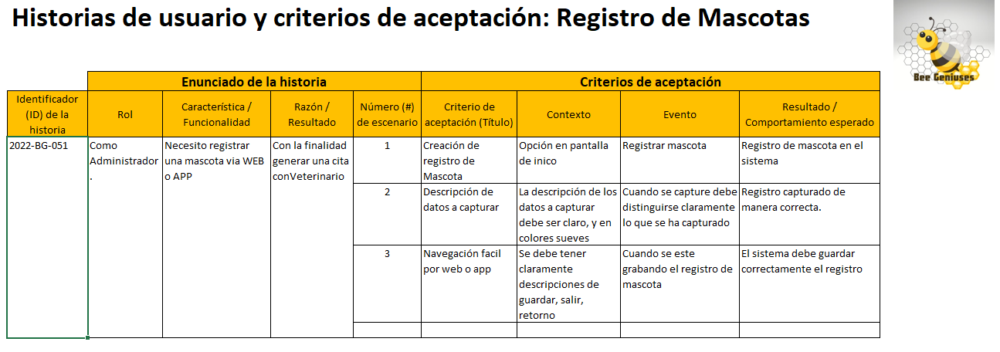 Historias de usuario y criterios de aceptación: Registro de Mascotas
Bee Geniuses
Enunciado de la historia
Criterios de aceptación
Identificador
(ID) de la
historia
Rol
Característica /
Funcionalidad
Razón /
Resultado
Número (#)
de escenario
Criterio de
aceptación (Título)
Contexto
Evento
Resultado /
Comportamiento esperado
2022-BG-051
Como
Administrador
.
Necesito registrar
una mascota via WEB
o APP
Con la finalidad
generar una cita
conVeterinario
1
Creación de
registro de
Mascota
Opción en pantalla
de inico
Registrar mascota
Registro de mascota en el
sistema
2
Descripción de
datos a capturar
La descripción de los
datos a capturar
debe ser claro, y en
colores sueves
Cuando se capture debe
distinguirse claramente
lo que se ha capturado
Registro capturado de
manera correcta.
3
Navegación facil
por web o app
Se debe tener
claramente
descripciones de
guardar, salir,
retorno
Cuando se este
grabando el registro de
mascota
El sistema debe guardar
correctamente el registro